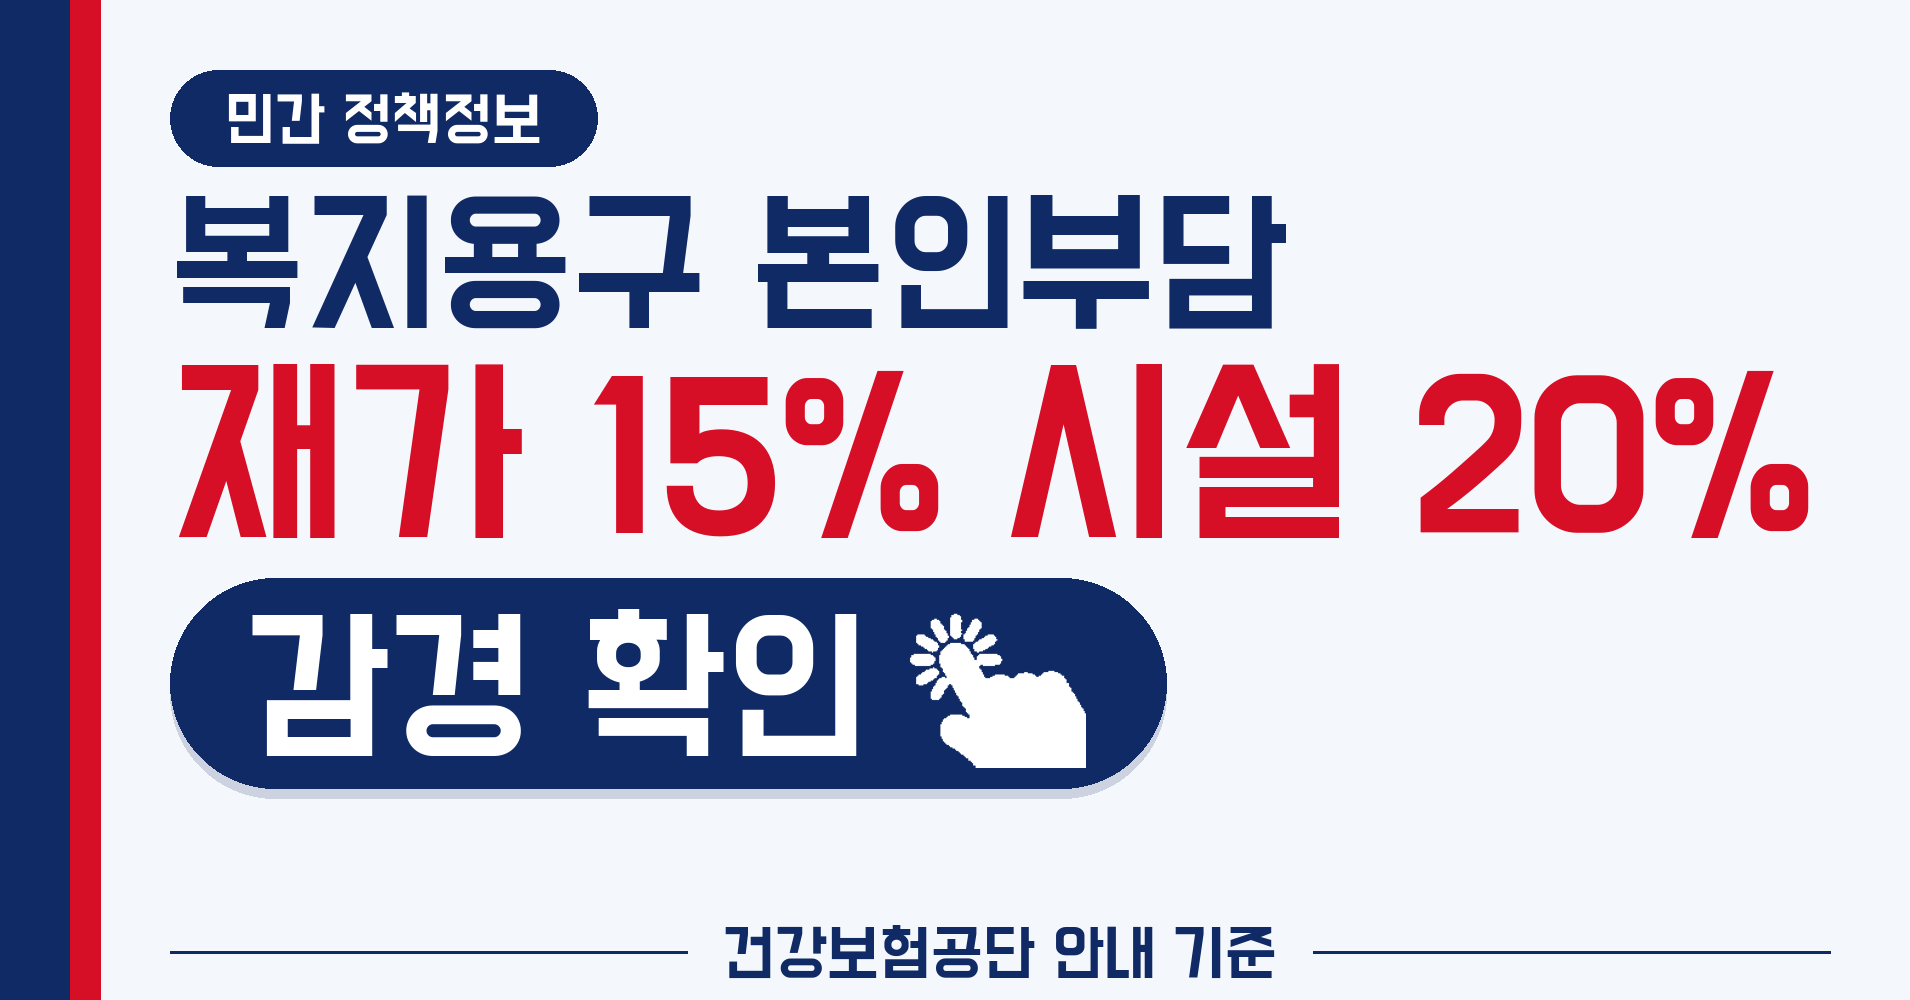 민간 정책정보
복지용구 본인부담
재가 15% 시설 20%
감경 확인
건강보험공단 안내 기준